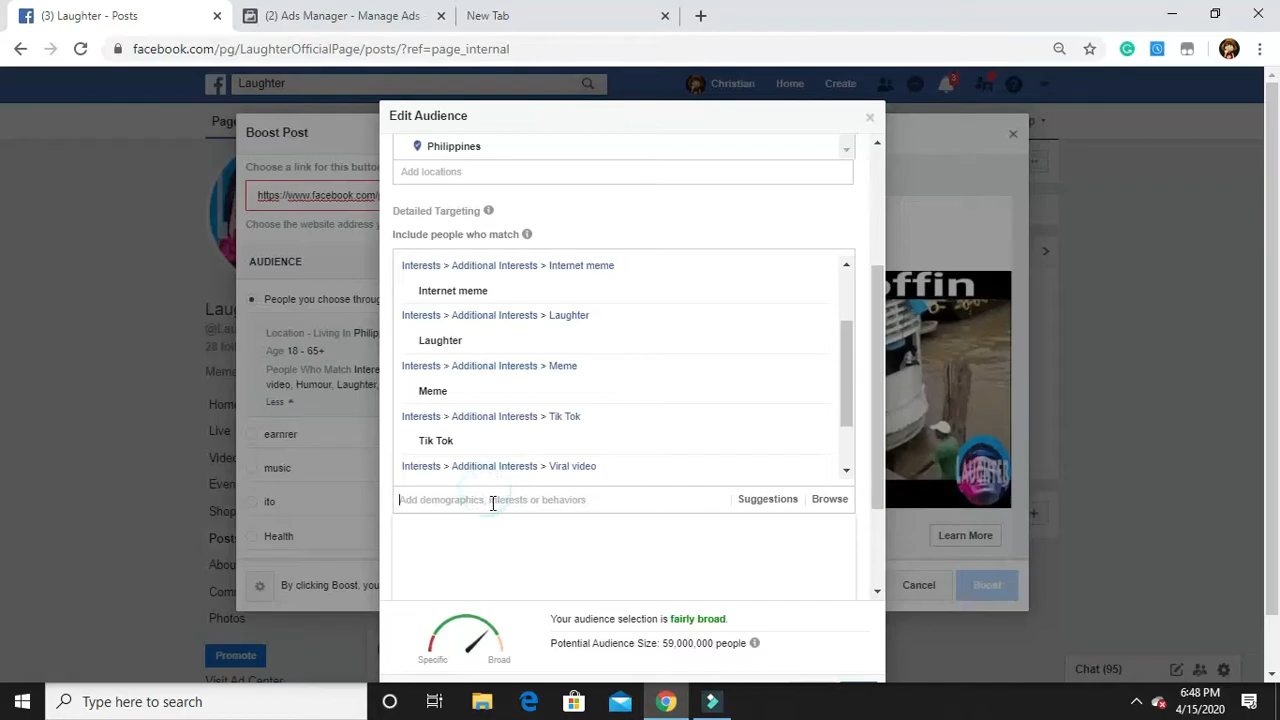 (3) Laughter - Posts
(2) Ads Manager - Manage Ads
New Tab
facebook.com/pg/LaughterOfficialPage/posts/?ref=page_internal
Laughter
Christian
Home
Create
3
Edit Audience
Boost Post
Choose a link for this button
https://www.facebook.com/
Choose the website address
AUDIENCE
People you choose through
Location - Living In
Age 18 - 65+
People Who Match
video, Humour, Laughter,
Less
earnrer
music
ito
Health
By clicking Boost, you
Philippines
Add locations
Detailed Targeting
Include people who match
Interests > Additional Interests > Internet meme
Internet meme
Interests > Additional Interests > Laughter
Laughter
Interests > Additional Interests > Meme
Meme
Interests > Additional Interests > Tik Tok
Tik Tok
Interests > Additional Interests > Viral video
Add demographics, interests or behaviors
Suggestions
Browse
Your audience selection is fairly broad.
Potential Audience Size: 59,000,000 people
Specific
Broad
offin
LAUGHTER
Learn More
Cancel
Boost
Photos
Promote
Visit Ad Center
Chat (95)
Type here to search
6:48 PM
4/15/2020